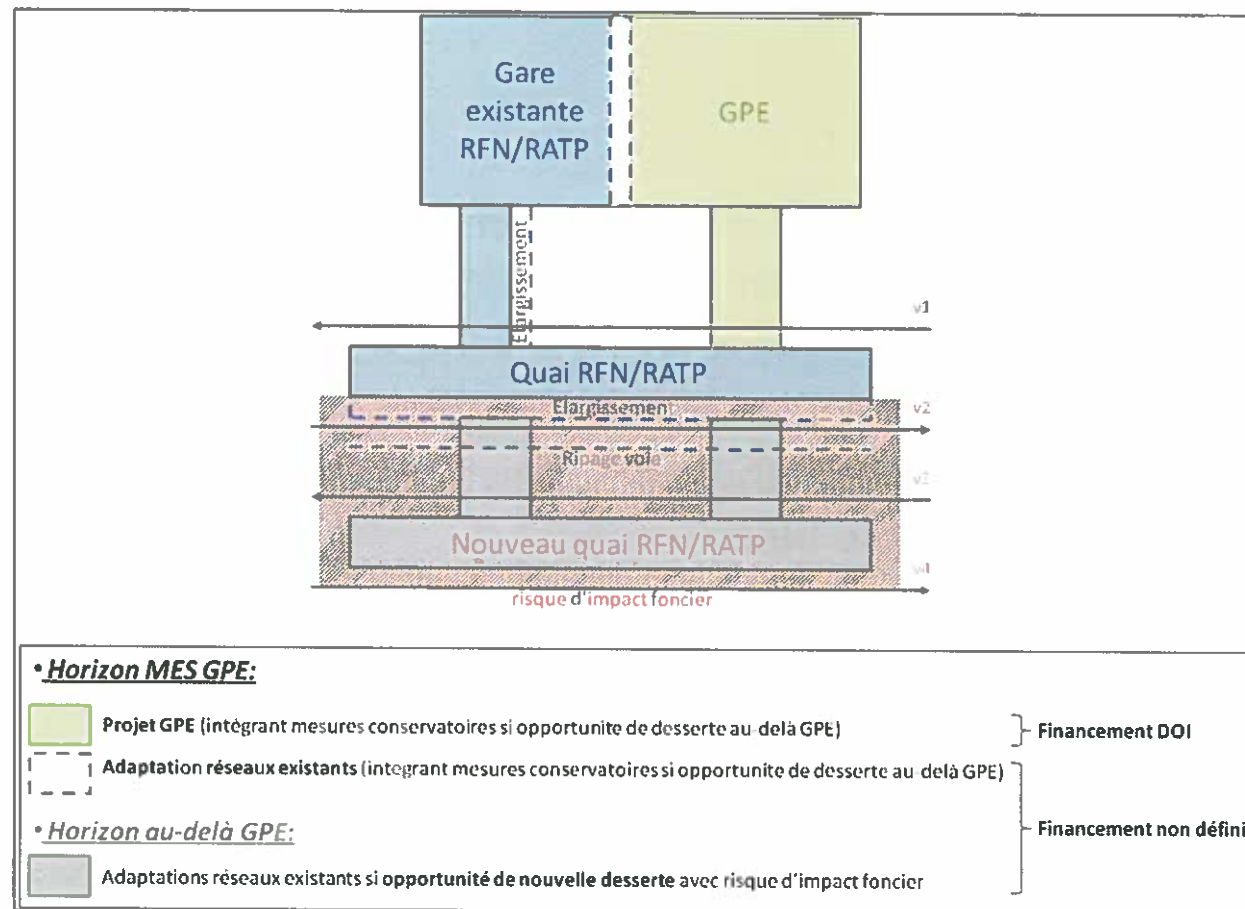 Gare
existante
RFN/RATP
GPE
Elargissement
v1
Quai RFN/RATP
Elargissement
v2
Ripage voie
Nouveau quai RFN/RATP
risque d'impact foncier
• Horizon MES GPE:
Projet GPE (intégrant mesures conservatoires si opportunite de desserte au-delà GPE)
Financement DOI
Adaptation réseaux existants (integrant mesures conservatoires si opportunite de desserte au-delà GPE)
• Horizon au-delà GPE:
Financement non défini
Adaptations réseaux existants si opportunité de nouvelle desserte avec risque d'impact foncier